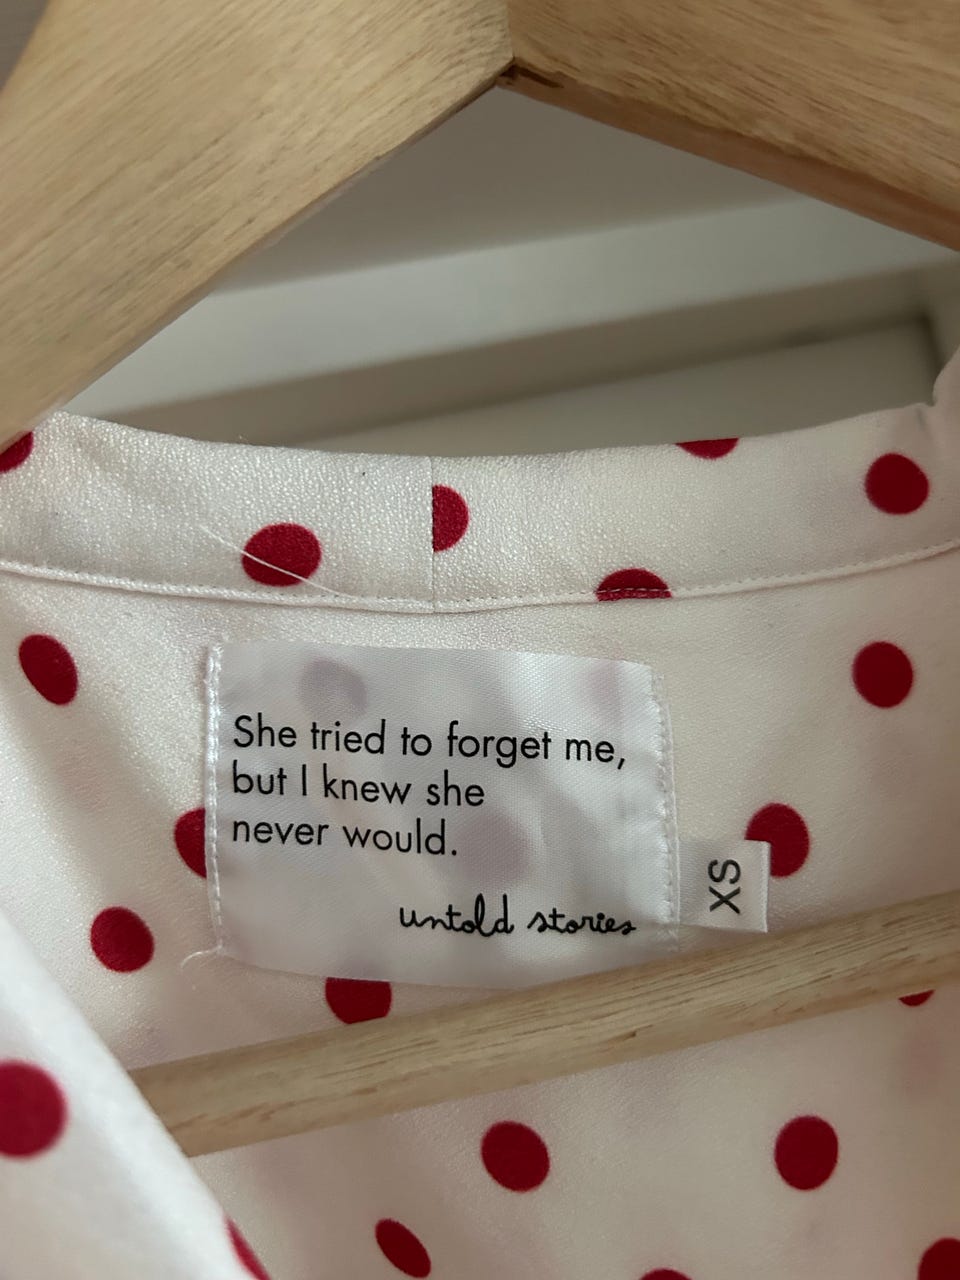 She tried to forget me,
but I knew she
never would.
untold stories
XS